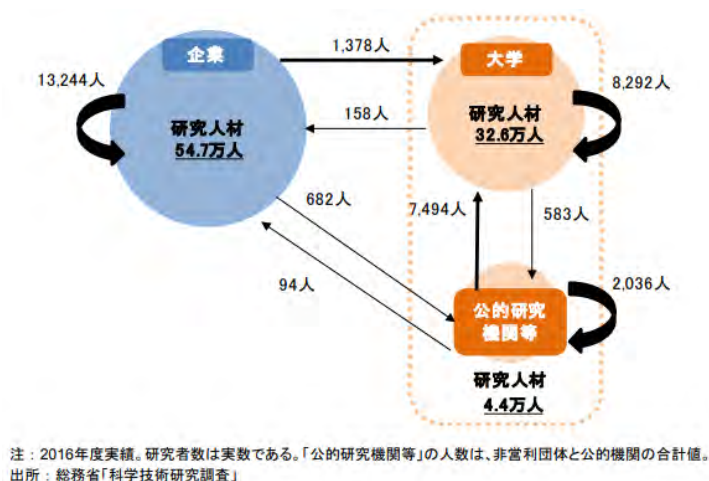 企業
1,378人
大学
13,244人
8,292人
研究人材
54.7万人
158人
研究人材
32.6万人
682人
7,494人
583人
94人
2,036人
公的研究
機関等
研究人材
4.4万人
注：2016年度実績。研究者数は実数である。「公的研究機関等」の人数は、非営利団体と公的機関の合計値。
出所：総務省「科学技術研究調査」